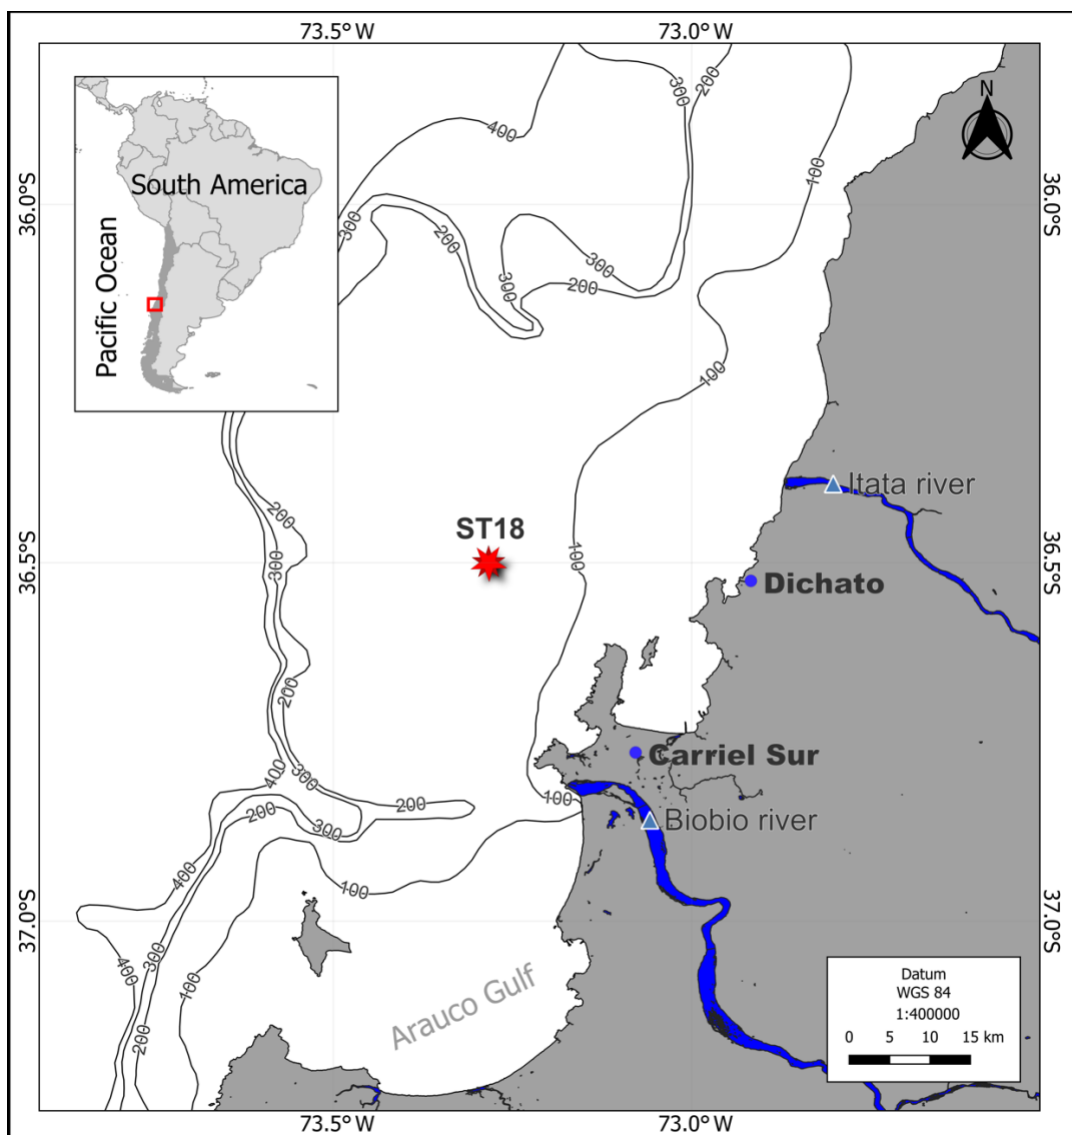 73.5°W
73.0°W
36.0°S
36.5°S
37.0°S
36.0°S
36.5°S
37.0°S
73.5°W
73.0°W
South America
Pacific Ocean
N
400
300
200
100
300
200
300
200
300
100
200
300
100
ST18
Itata river
Dichato
200
Carriel Sur
400
300
200
200
300
100
Biobio river
400
100
400
300
200
100
Arauco Gulf
Datum
WGS 84
1:400000
0 5 10 15 km